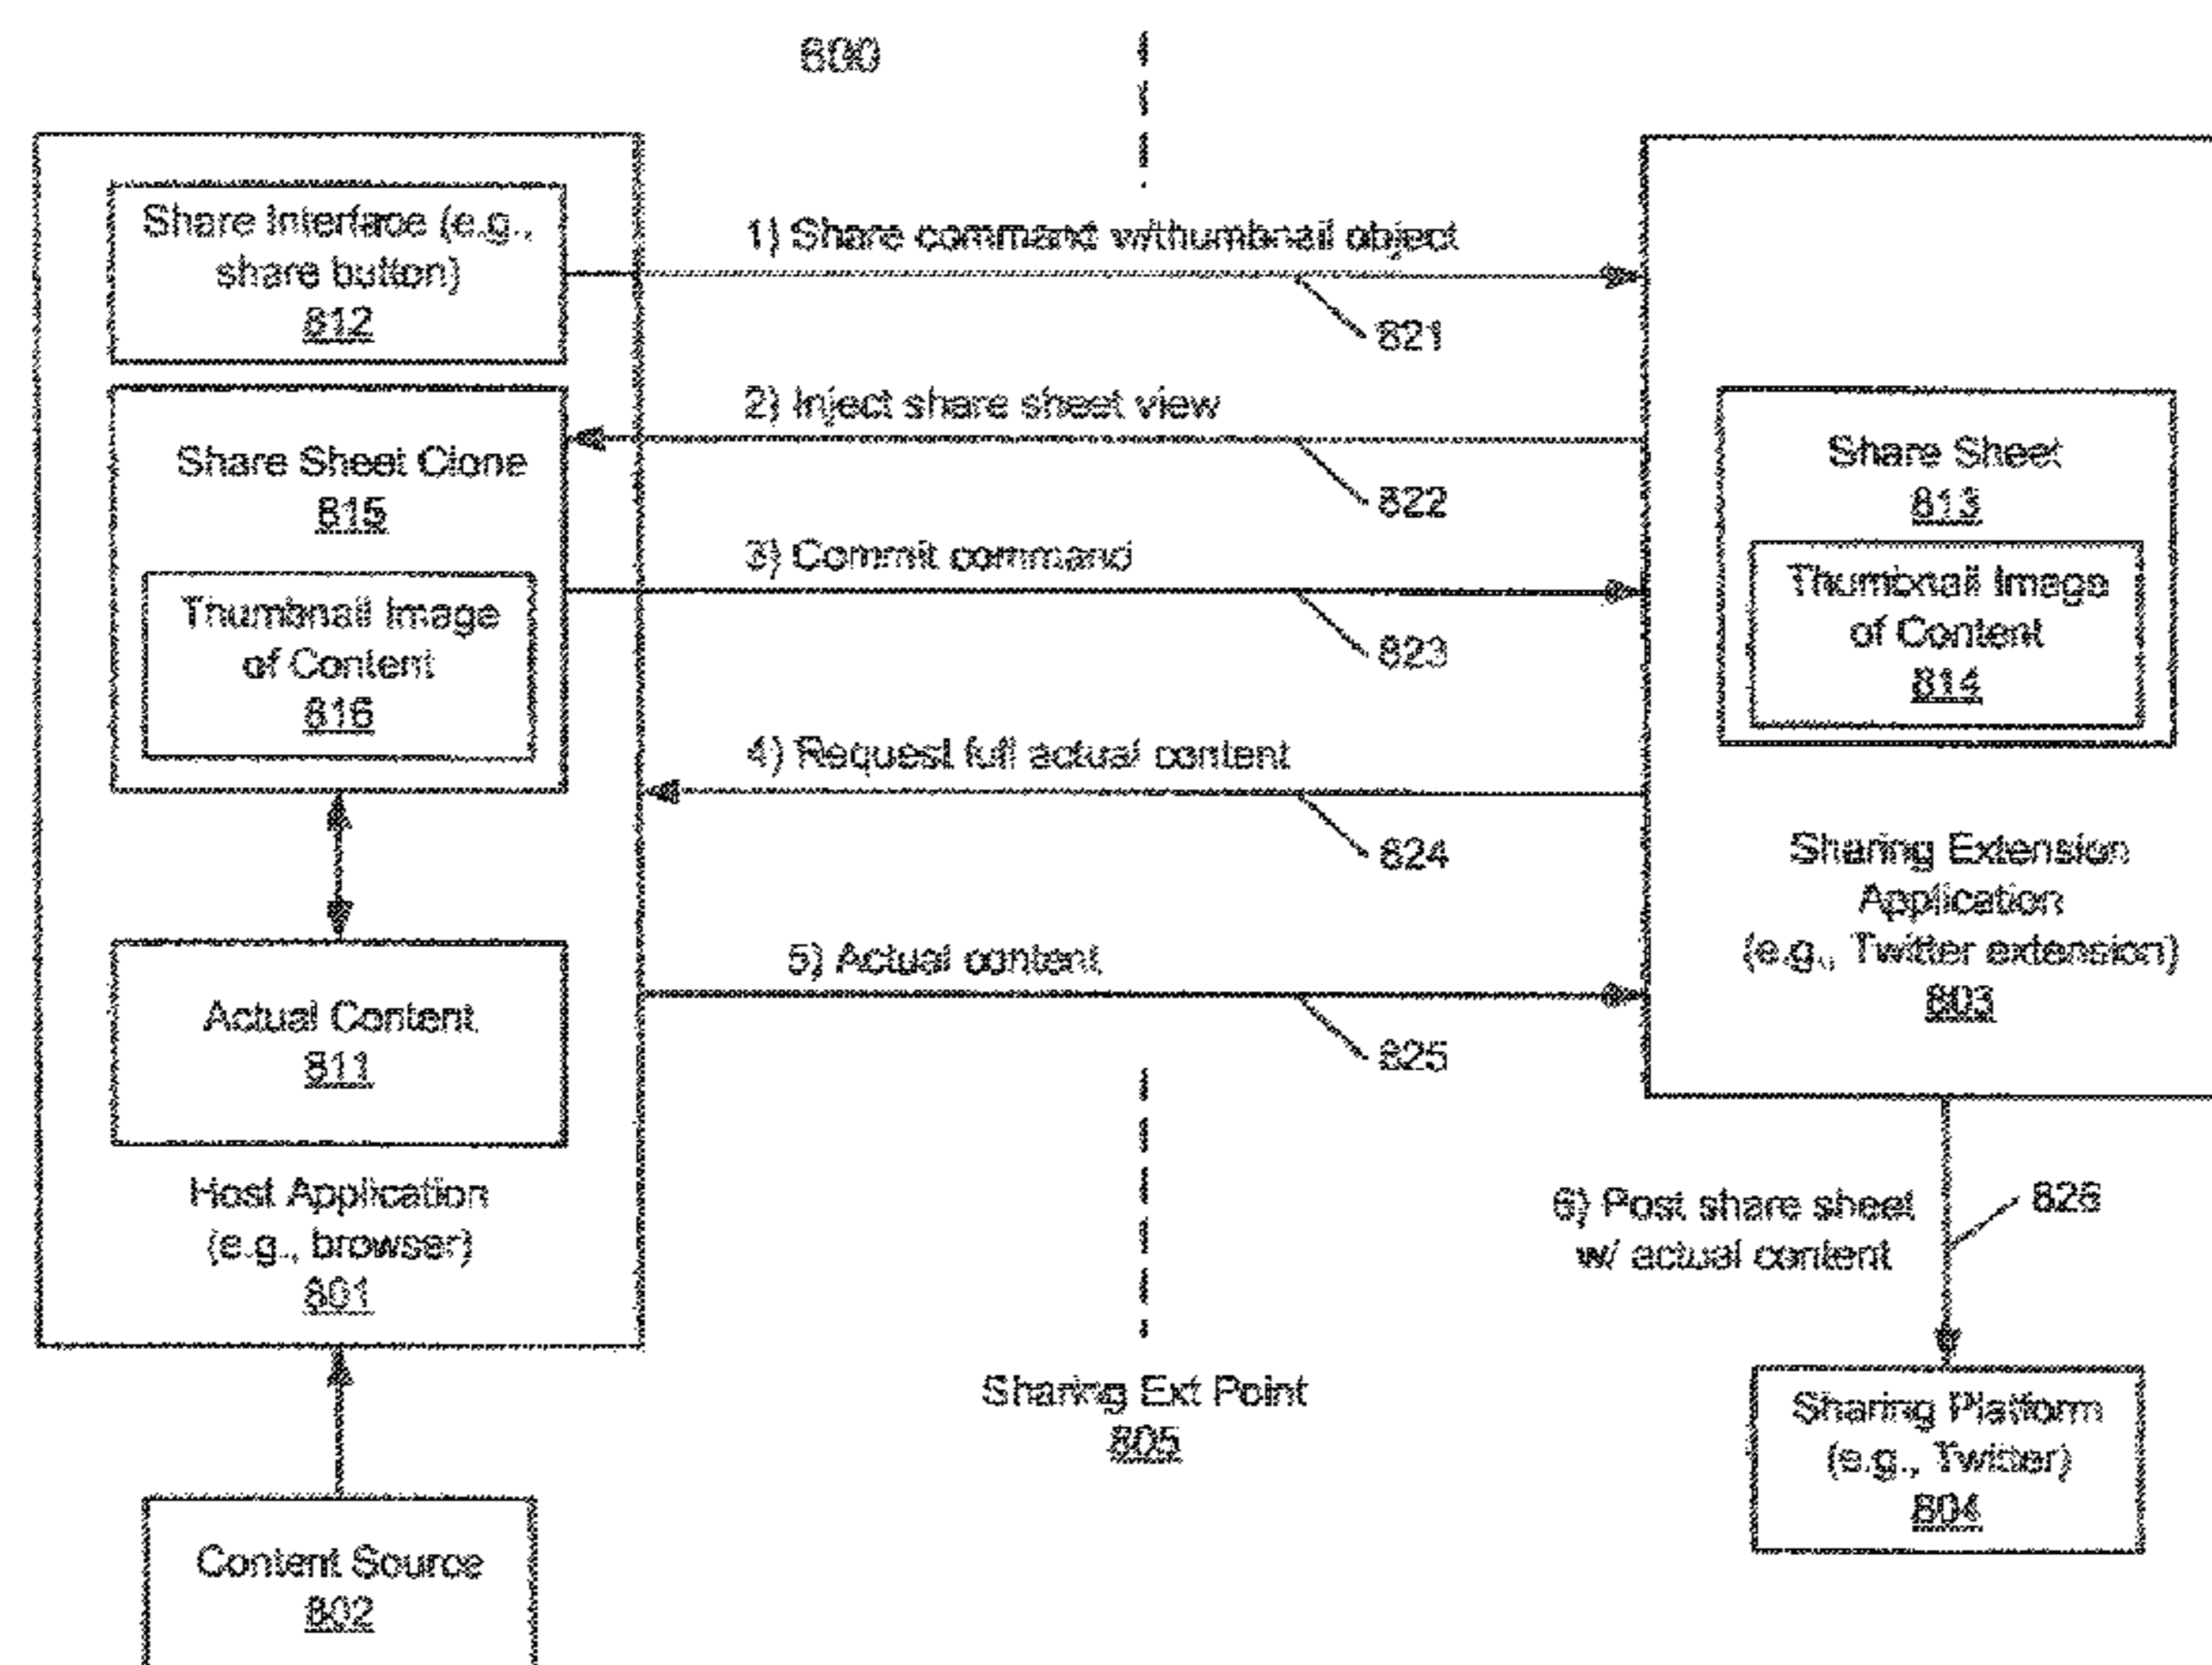 800
Share Interface (e.g.,
share button)
812
Share Sheet Clone
815
Thumbnail Image
of Content
816
Actual Content
811
Host Application
(e.g., browser)
801
Content Source
802
1) Share command w/thumbnail object
821
2) Inject share sheet view
822
3) Commit command
823
4) Request full actual content
824
5) Actual content
825
Sharing Ext Point
805
Share Sheet
813
Thumbnail Image
of Content
814
Sharing Extension
Application
(e.g., Twitter extension)
803
6) Post share sheet
w/ actual content
826
Sharing Platform
(e.g., Twitter)
804